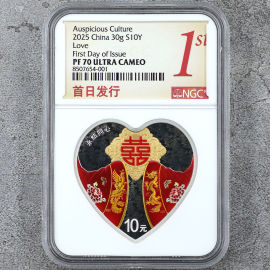 Auspicious Culture
2025 China 30g S10Y
Love
First Day of Issue
PF 70 ULTRA CAMEO
8507654-001
1st
首日发行
NGC
永结同心
囍
10元